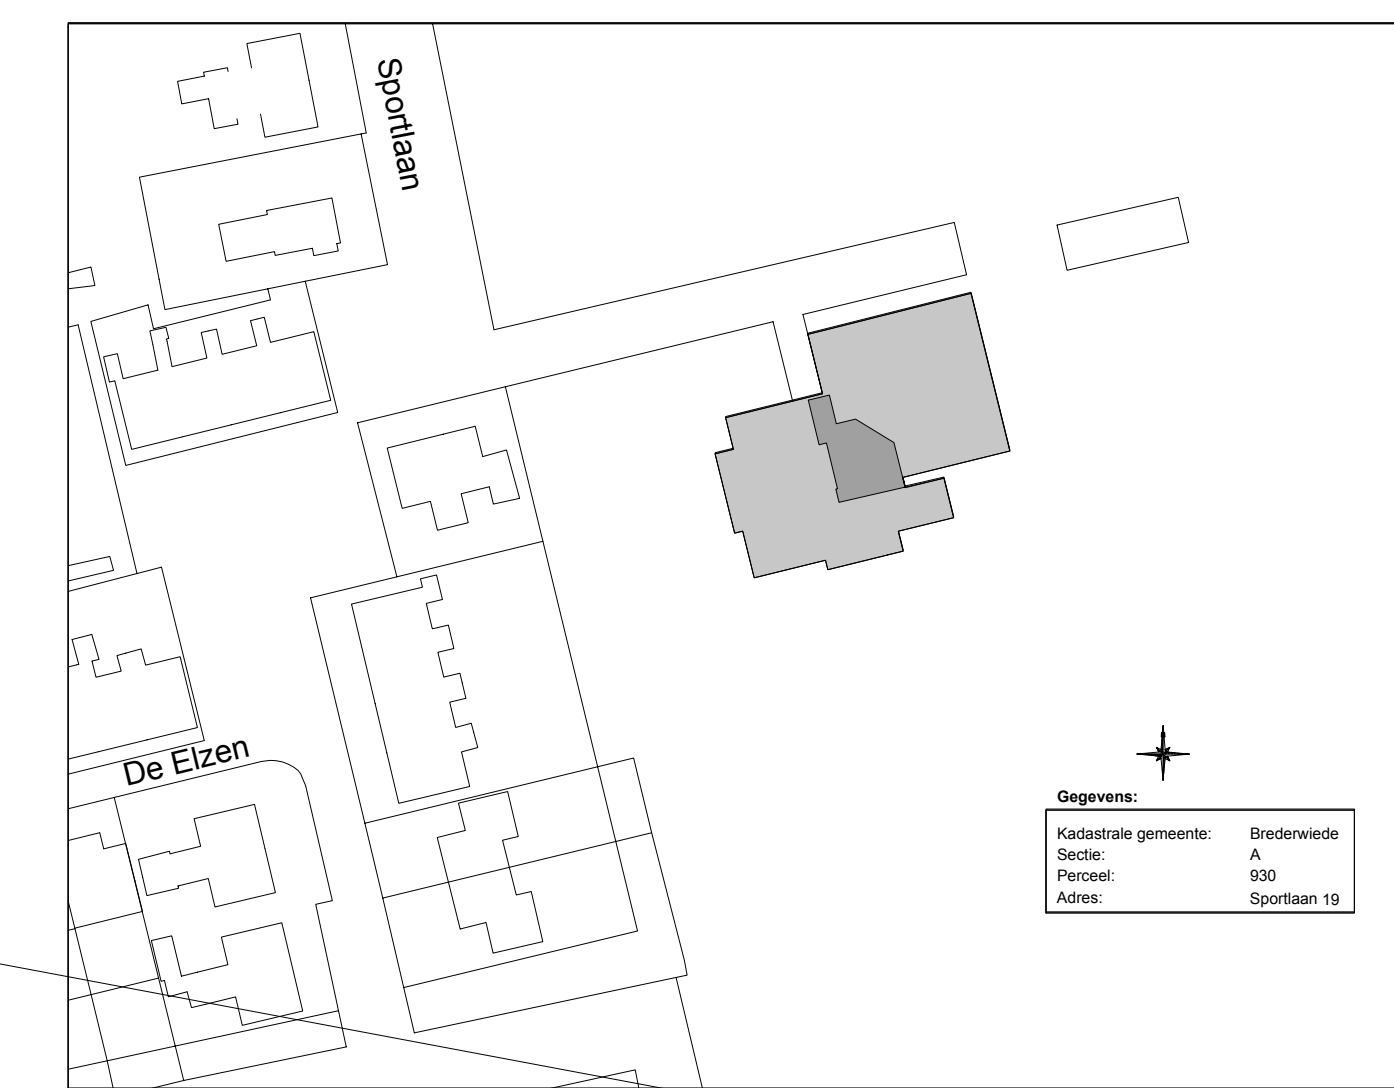 Sportlaan
De Elzen
Gegevens:
Kadastrale gemeente: Brederwiede
Sectie: A
Perceel: 930
Adres: Sportlaan 19